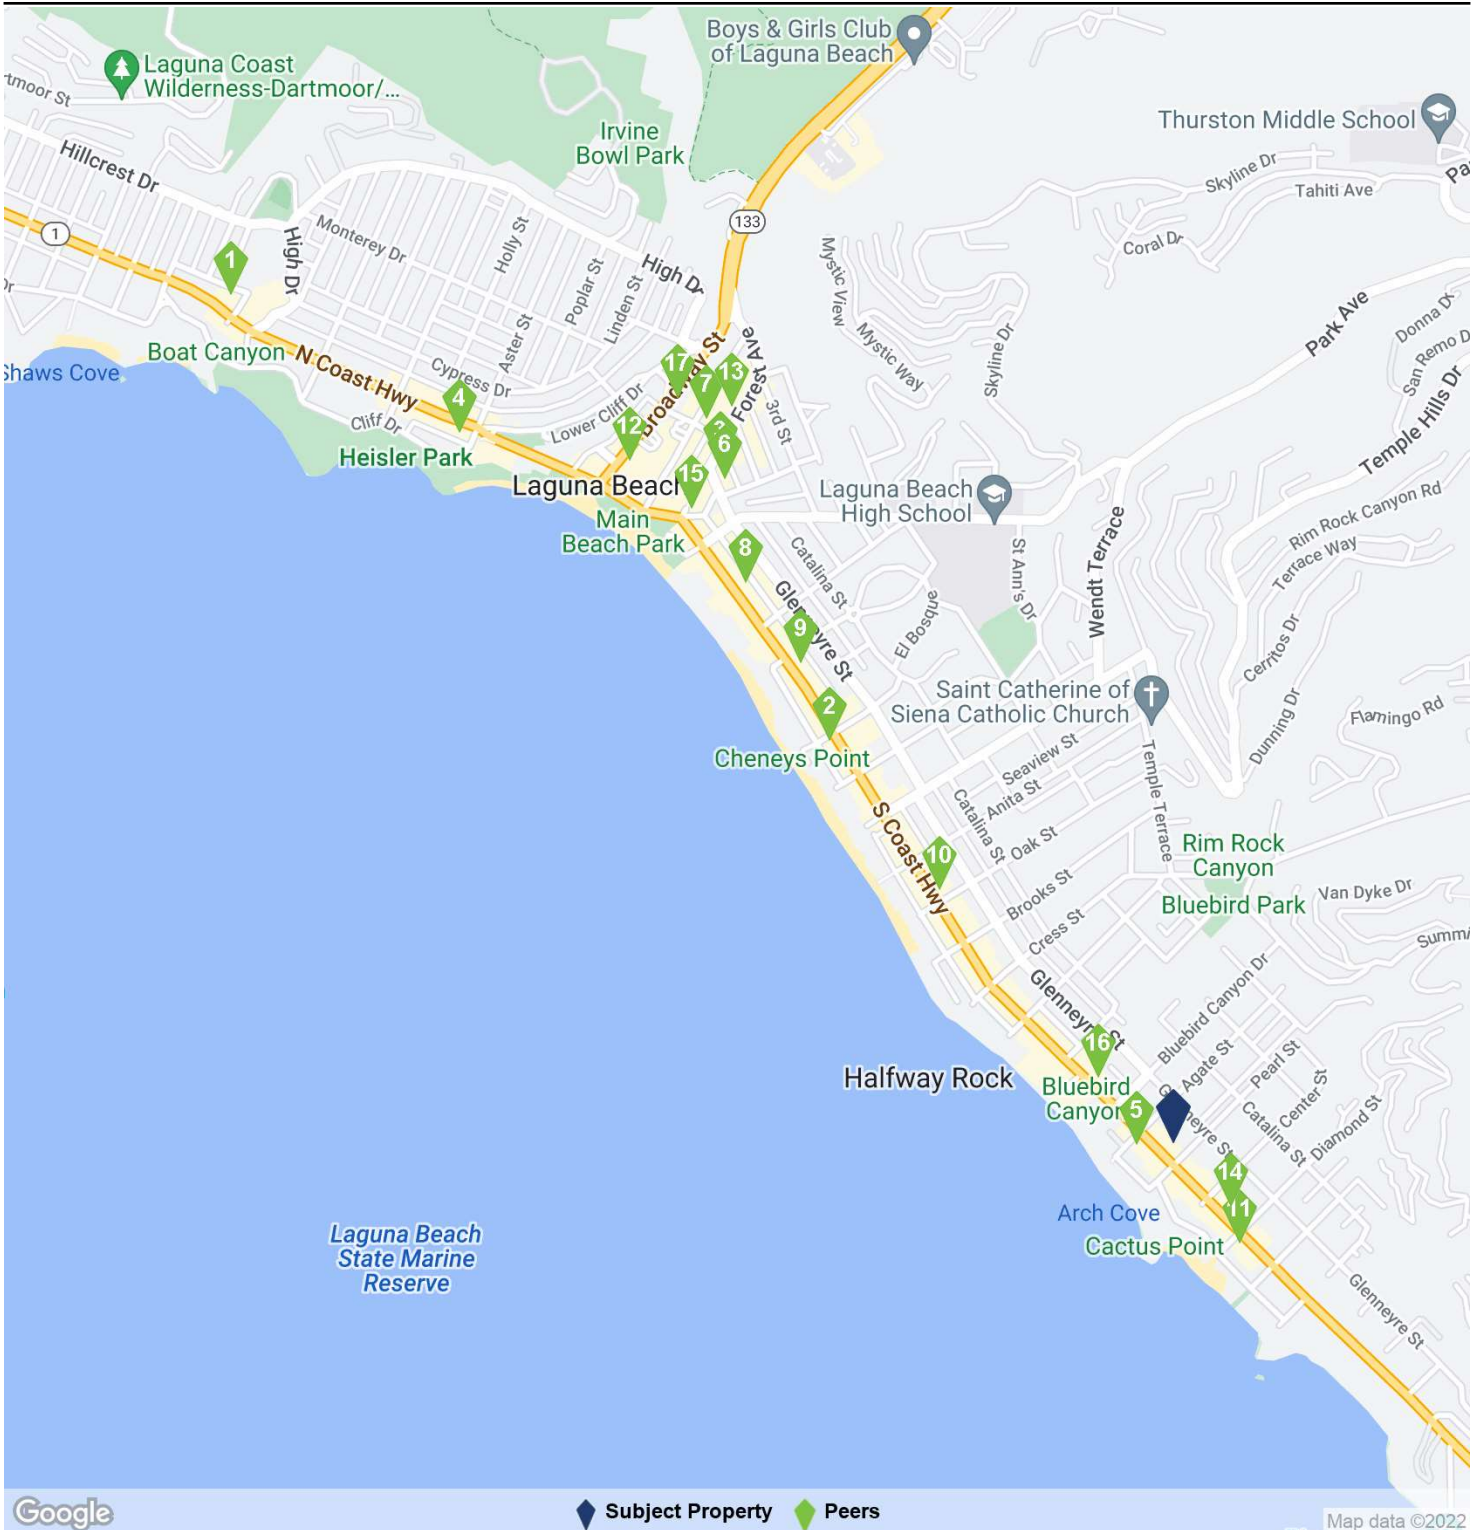 Boys & Girls Club
of Laguna Beach
Laguna Coast
Wilderness-Dartmoor/...
tmoor St
Thurston Middle School
Irvine
Bowl Park
Hillcrest Dr
Skyline Dr
Tahiti Ave
Pa
133
1
High Dr
Monterey Dr
Holly St
Coral Dr
1
Dr
Poplar St
Linden St
High Dr
Mystic View
Mystic Way
Skyline Dr
Park Ave
Donna Dr
San Remo D
Temple Hills Dr
Boat Canyon
Shaws Cove
N Coast Hwy
Aster St
Cypress Dr
4
Cliff Dr
Lower Cliff Dr
17
7
13
Broadway St
Forest Ave
3rd St
12
3
6
Heisler Park
Laguna Beach
15
Main
Beach Park
Laguna Beach
High School
Rim Rock Canyon Rd
Terrace Way
8
Catalina St
St Ann's Dr
Wendt Terrace
Glenneyre St
El Bosque
Cerritos Dr
9
Saint Catherine of
Siena Catholic Church
2
Dunning Dr
Flamingo Rd
Cheneys Point
Seaview St
Anita St
Oak St
Temple Terrace
Catalina St
S Coast Hwy
10
Rim Rock
Canyon
Bluebird Park
Van Dyke Dr
Brooks St
Cress St
Summi
Glenneyre St
Bluebird Canyon Dr
16
Agate St
Pearl St
Halfway Rock
Bluebird
Canyon
5
Glenneyre St
Center St
Catalina St
Diamond St
14
11
Arch Cove
Cactus Point
Laguna Beach
State Marine
Reserve
Glenneyre St
Google
Subject Property
Peers
Map data ©2022